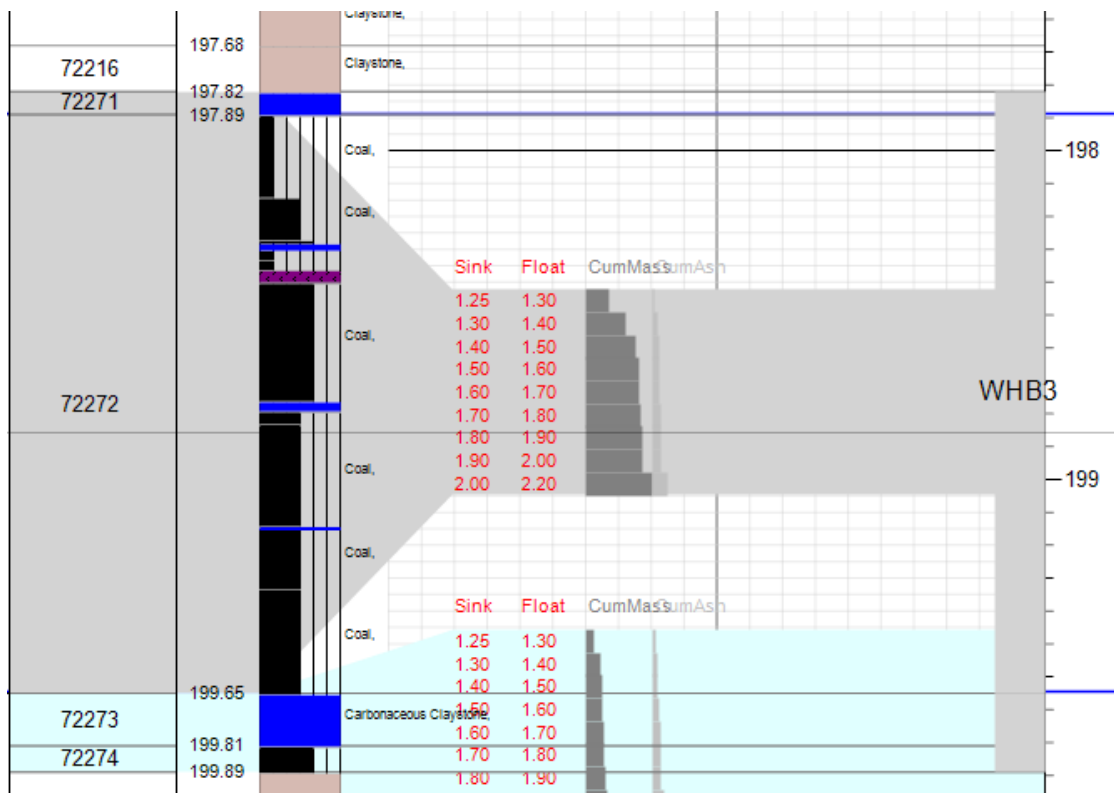 Claystone,
197.68
72216
Claystone,
197.82
72271
197.89
Coal,
198
Coal,
Sink Float CumMass CumAsh
1.25 1.30
1.30 1.40
Coal,
1.40 1.50
1.50 1.60
1.60 1.70
WHB3
72272
1.70 1.80
1.80 1.90
1.90 2.00
Coal,
199
2.00 2.20
Coal,
Sink Float CumMass CumAsh
Coal,
1.25 1.30
1.30 1.40
1.40 1.50
199.65
1.50 1.60
72273
Carbonaceous Claystone,
1.60 1.70
199.81
1.70 1.80
72274
199.89
1.80 1.90